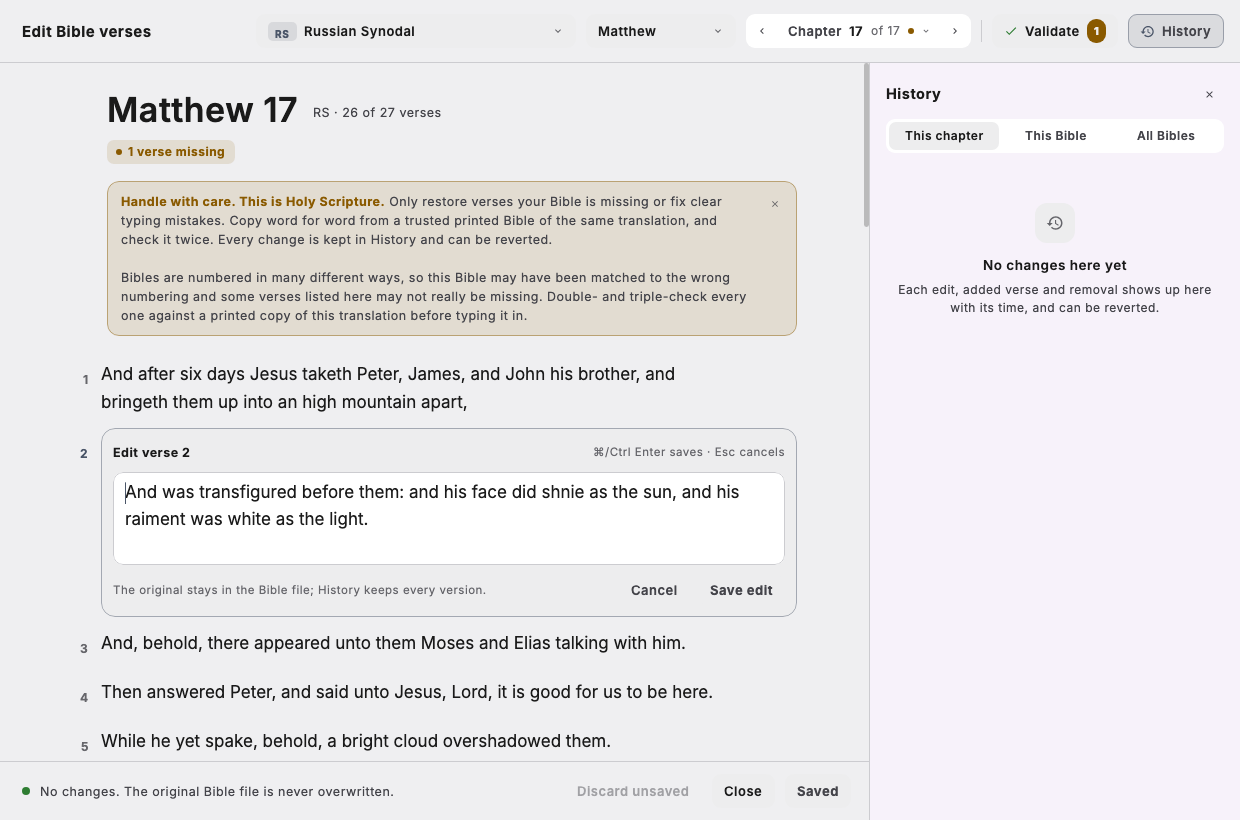 Edit Bible verses
RS Russian Synodal
Matthew
Chapter 17 of 17
Validate 1
History
Matthew 17
RS · 26 of 27 verses
1 verse missing
Handle with care. This is Holy Scripture. Only restore verses your Bible is missing or fix clear
typing mistakes. Copy word for word from a trusted printed Bible of the same translation, and
check it twice. Every change is kept in History and can be reverted.
Bibles are numbered in many different ways, so this Bible may have been matched to the wrong
numbering and some verses listed here may not really be missing. Double- and triple-check every
one against a printed copy of this translation before typing it in.
1 And after six days Jesus taketh Peter, James, and John his brother, and
bringeth them up into an high mountain apart,
2 Edit verse 2
⌘/Ctrl Enter saves · Esc cancels
And was transfigured before them: and his face did shnie as the sun, and his
raiment was white as the light.
The original stays in the Bible file; History keeps every version.
Cancel
Save edit
3 And, behold, there appeared unto them Moses and Elias talking with him.
4 Then answered Peter, and said unto Jesus, Lord, it is good for us to be here.
5 While he yet spake, behold, a bright cloud overshadowed them.
No changes. The original Bible file is never overwritten.
Discard unsaved
Close
Saved
History
×
This chapter
This Bible
All Bibles
No changes here yet
Each edit, added verse and removal shows up here
with its time, and can be reverted.